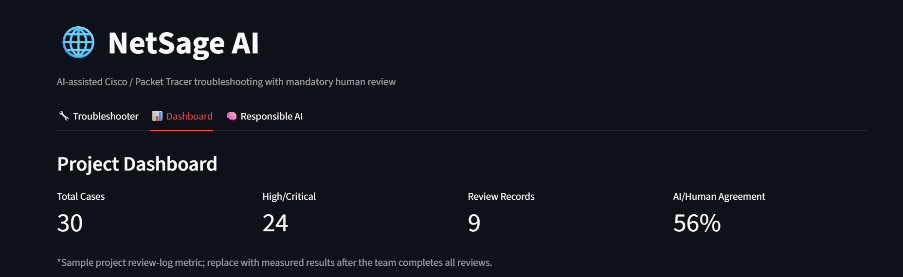 NetSage AI
AI-assisted Cisco / Packet Tracer troubleshooting with mandatory human review
Troubleshooter Dashboard Responsible AI
Project Dashboard
Total Cases High/Critical Review Records AI/Human Agreement
30 24 9 56%
*Sample project review-log metric; replace with measured results after the team completes all reviews.